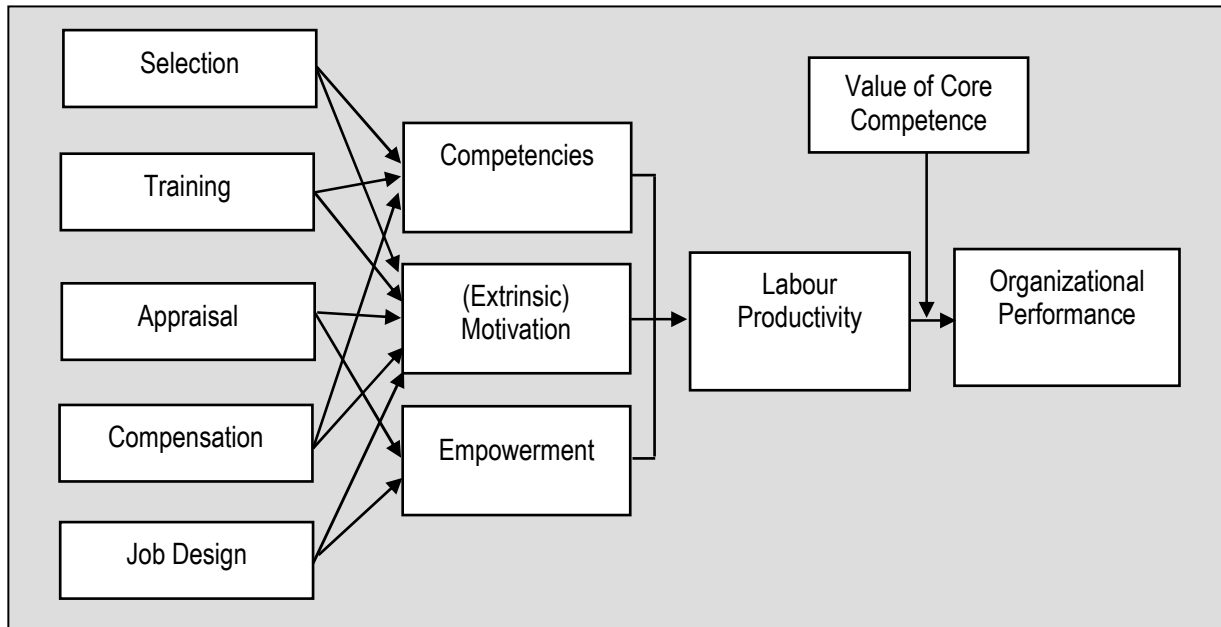 Selection
Training
Appraisal
Compensation
Job Design
Competencies
(Extrinsic)
Motivation
Empowerment
Labour
Productivity
Value of Core
Competence
Organizational
Performance